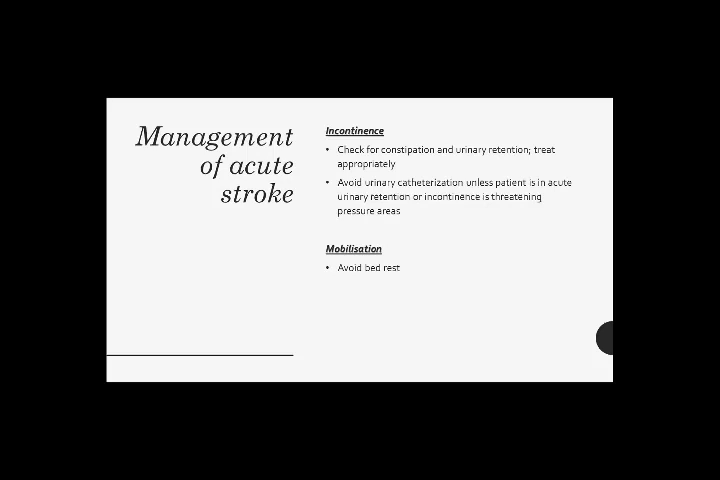 Management
of acute
stroke
Incontinence
• Check for constipation and urinary retention; treat
appropriately
• Avoid urinary catheterization unless patient is in acute
urinary retention or incontinence is threatening
pressure areas
Mobilisation
• Avoid bed rest